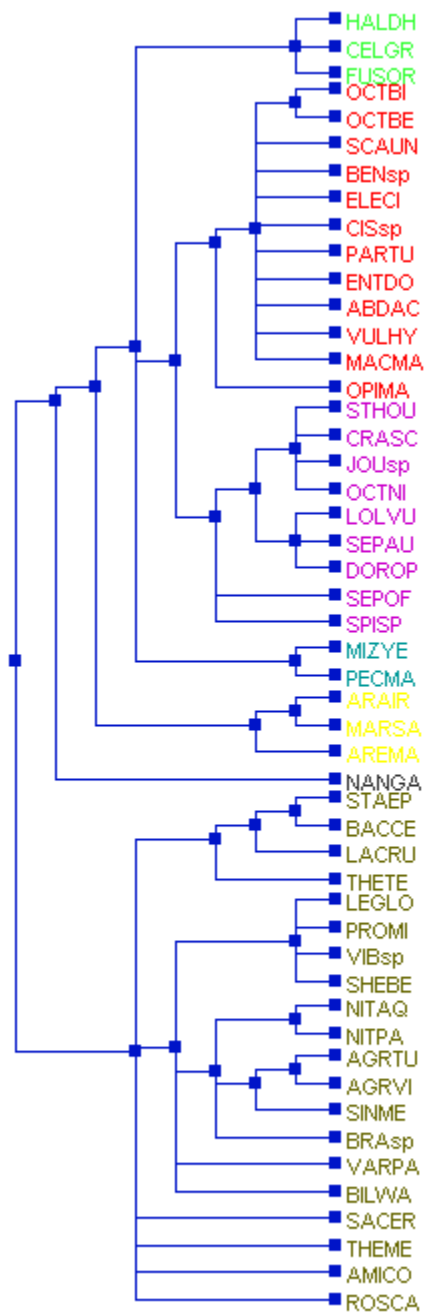 HALDH
CELGR
FUSOR
OCTBI
OCTBE
SCAUN
BENsp
ELECI
CISsp
PARTU
ENTDO
ABDAC
VULHY
MACMA
OPIMA
STHOU
CRASC
JOUsp
OCTNI
LOLVU
SEPAU
DOROP
SEPOF
SPISP
MIZYE
PECMA
ARAIR
MARSA
AREMA
NANGA
STAEP
BACCE
LACRU
THETE
LEGLO
PROMI
VIBsp
SHEBE
NITAQ
NITPA
AGRTU
AGRVI
SINME
BRAsp
VARPA
BILWA
SACER
THEME
AMICO
ROSCA